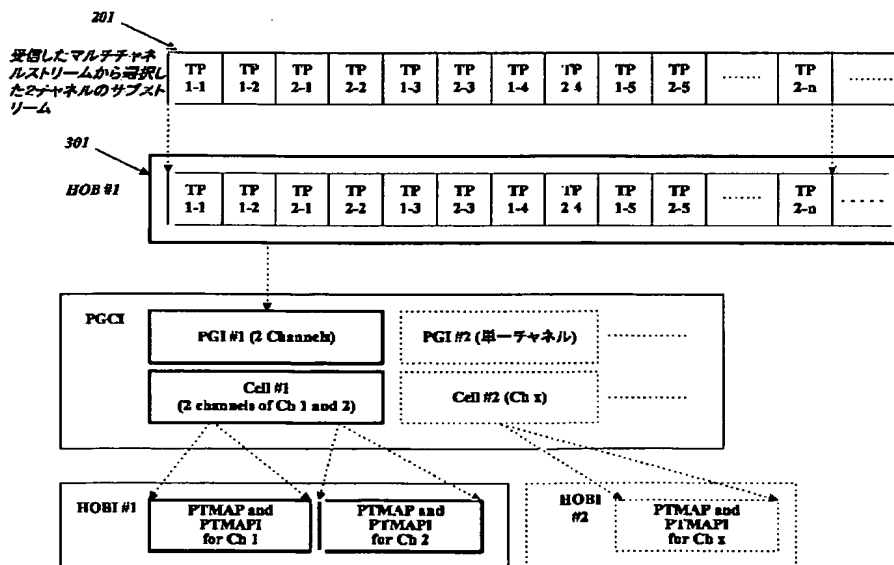 201
受信したマルチチャネ
ルストリームから選択し
た2チャネルのサブスト
リーム
TP 1-1 TP 1-2 TP 2-1 TP 2-2 TP 1-3 TP 2-3 TP 1-4 TP 2 4 TP 1-5 TP 2-5 ........ TP 2-n ........
301
HOB #1
TP 1-1 TP 1-2 TP 2-1 TP 2-2 TP 1-3 TP 2-3 TP 1-4 TP 2 4 TP 1-5 TP 2-5 ........ TP 2-n -----
PGCI
PGI #1 (2 Channels)
PGI #2 (単一チャネル)
Cell #1
(2 channels of Ch 1 and 2)
Cell #2 (Ch x)
HOBI #1
PTMAP and
PTMAPI
for Ch 1
PTMAP and
PTMAPI
for Ch 2
HOBI
#2
PTMAP and
PTMAPI
for Ch x